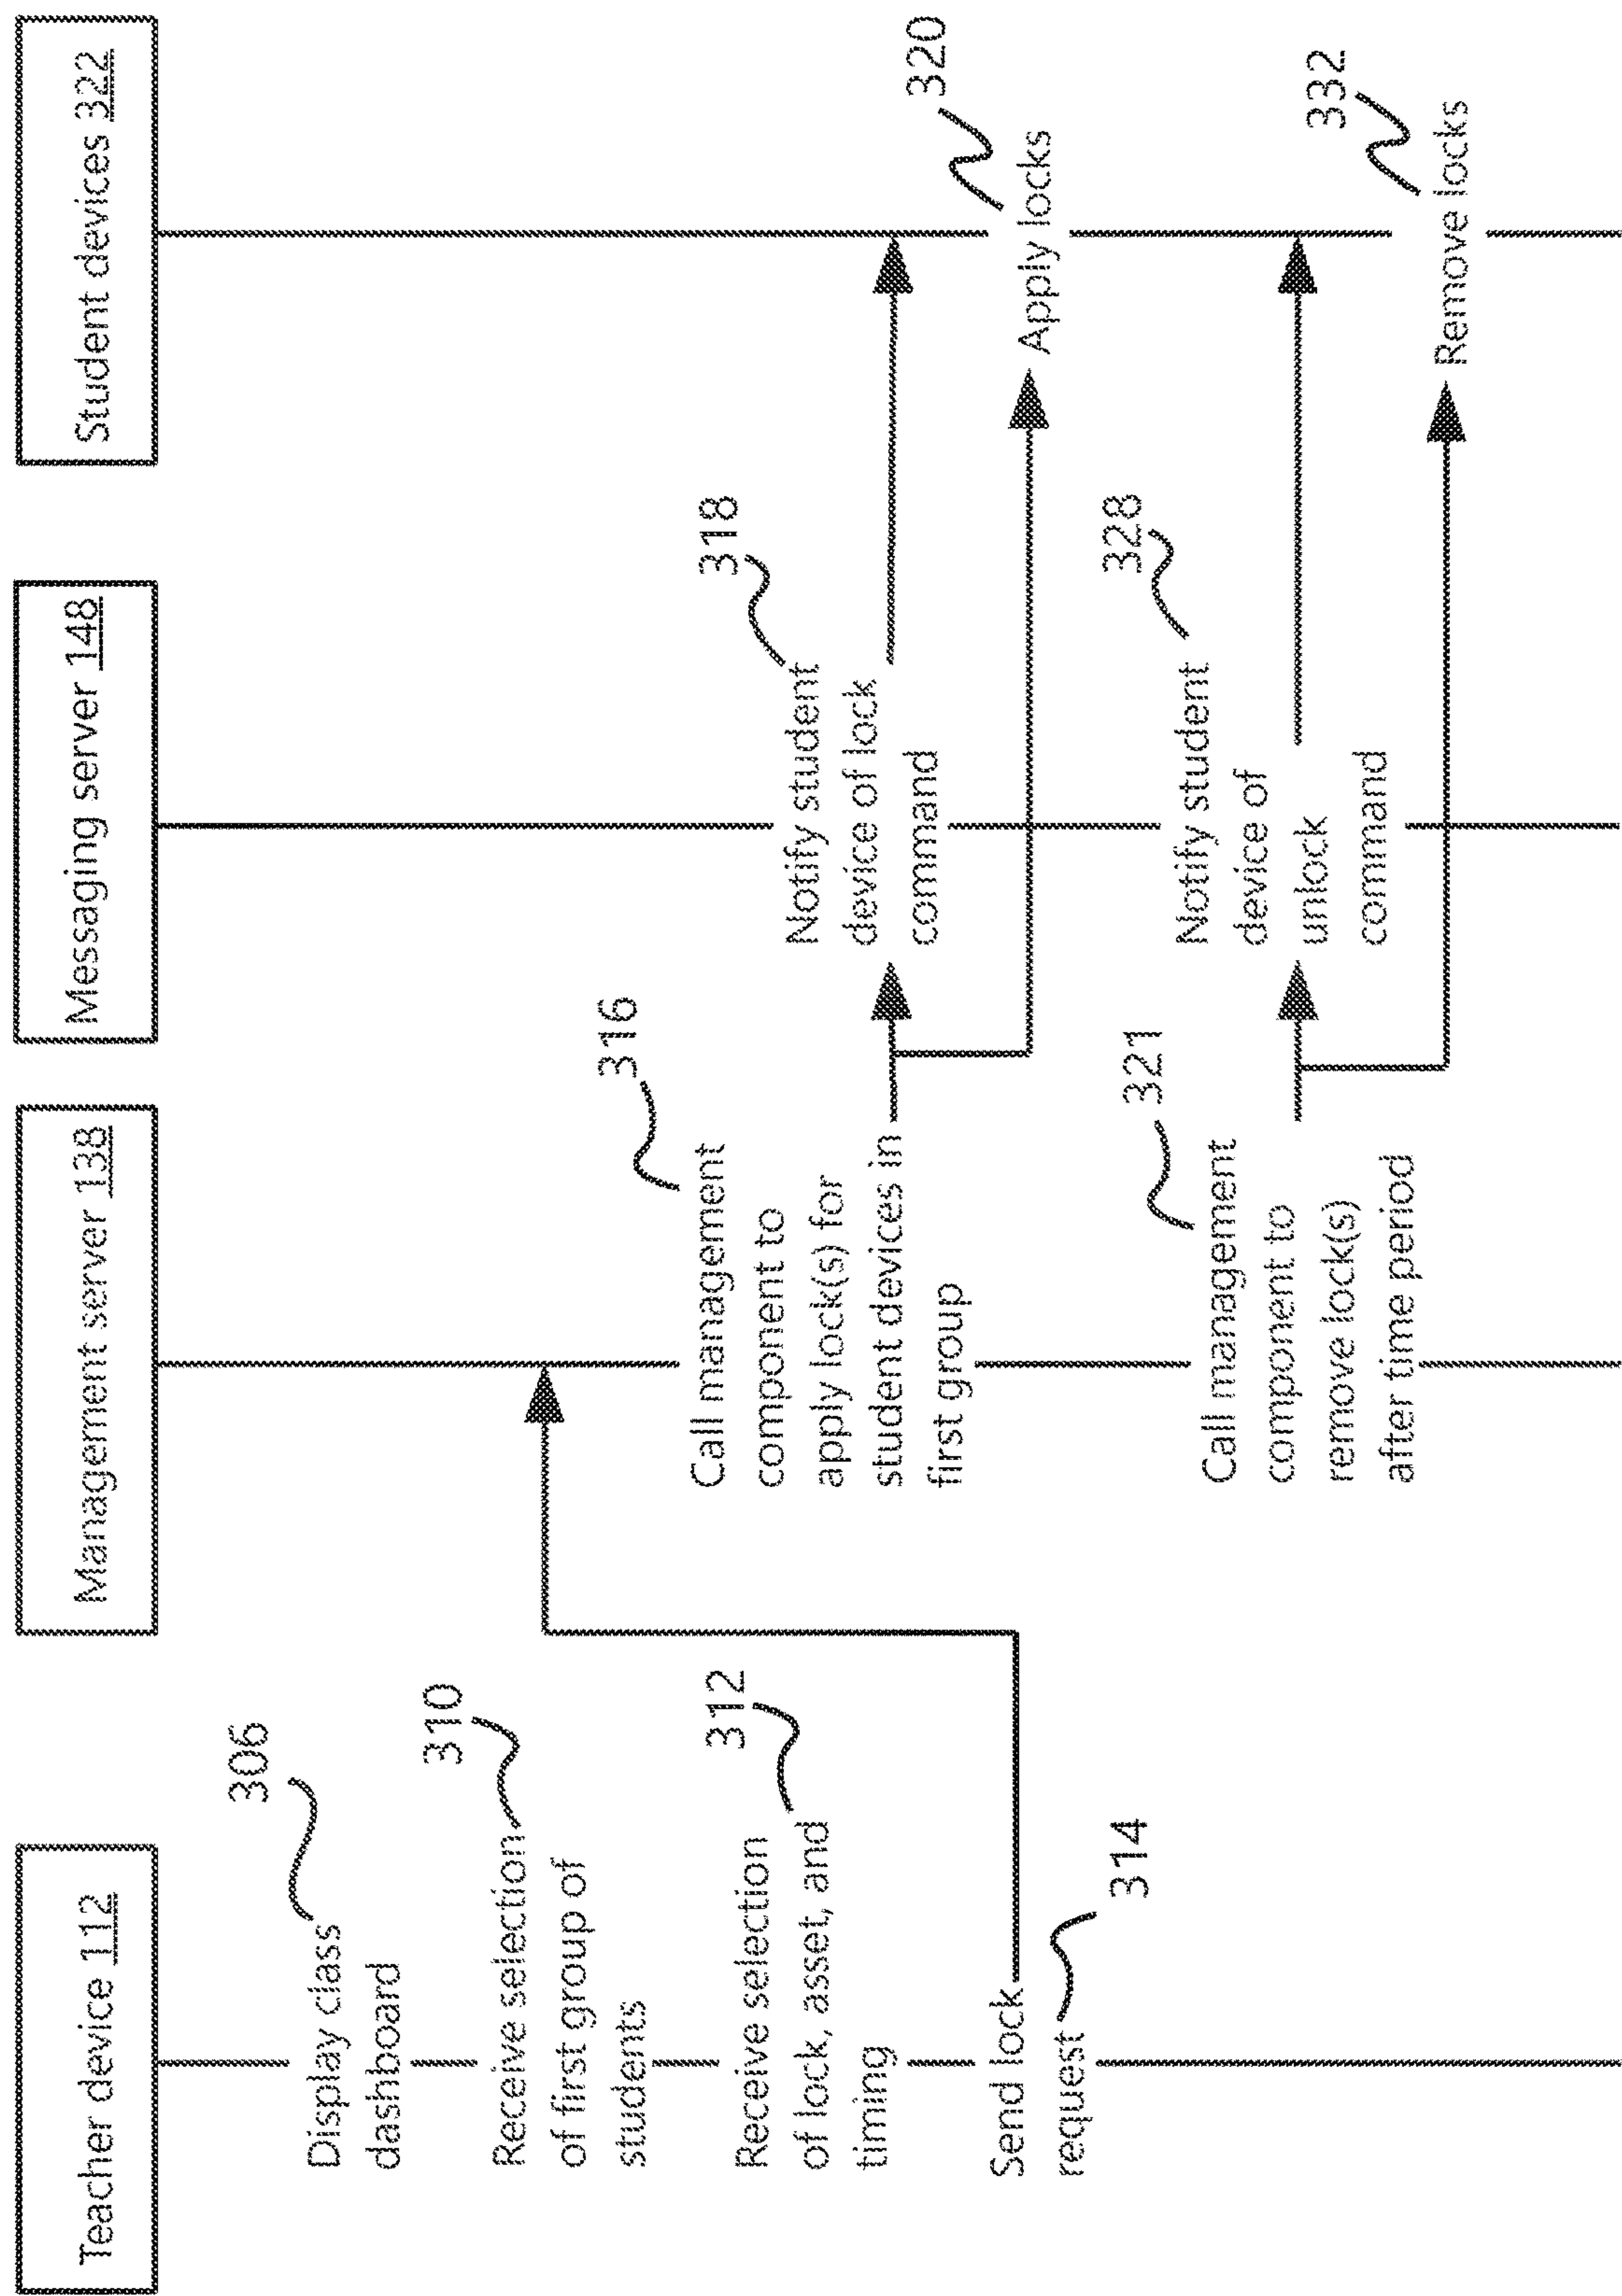 Teacher device 112
Management server 138
Messaging server 148
Student devices 322
306
Display class
dashboard
310
Receive selection
of first group of
students
312
Receive selection
of lock, asset, and
timing
Send lock
request
314
316
Call management
component to
apply lock(s) for
student devices in
first group
318
Notify student
device of lock
command
320
Apply locks
321
Call management
component to
remove lock(s)
after time period
328
Notify student
device of
unlock
command
332
Remove locks